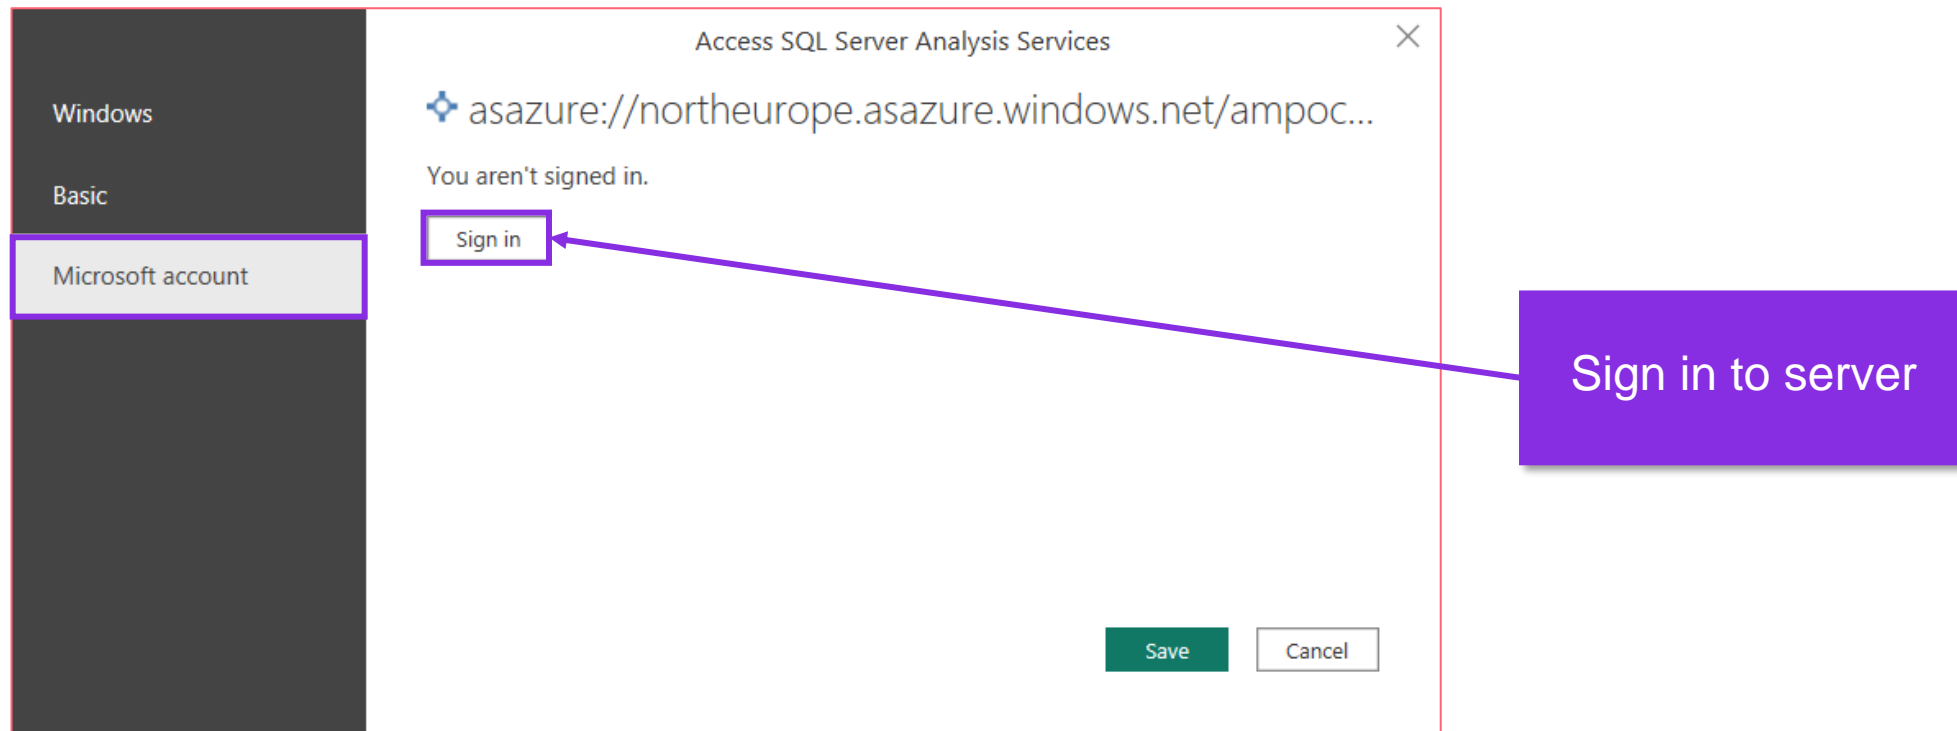 Access SQL Server Analysis Services
Windows
Basic
Microsoft account
asazure://northeurope.asazure.windows.net/ampoc...
You aren't signed in.
Sign in
Sign in to server
Save
Cancel